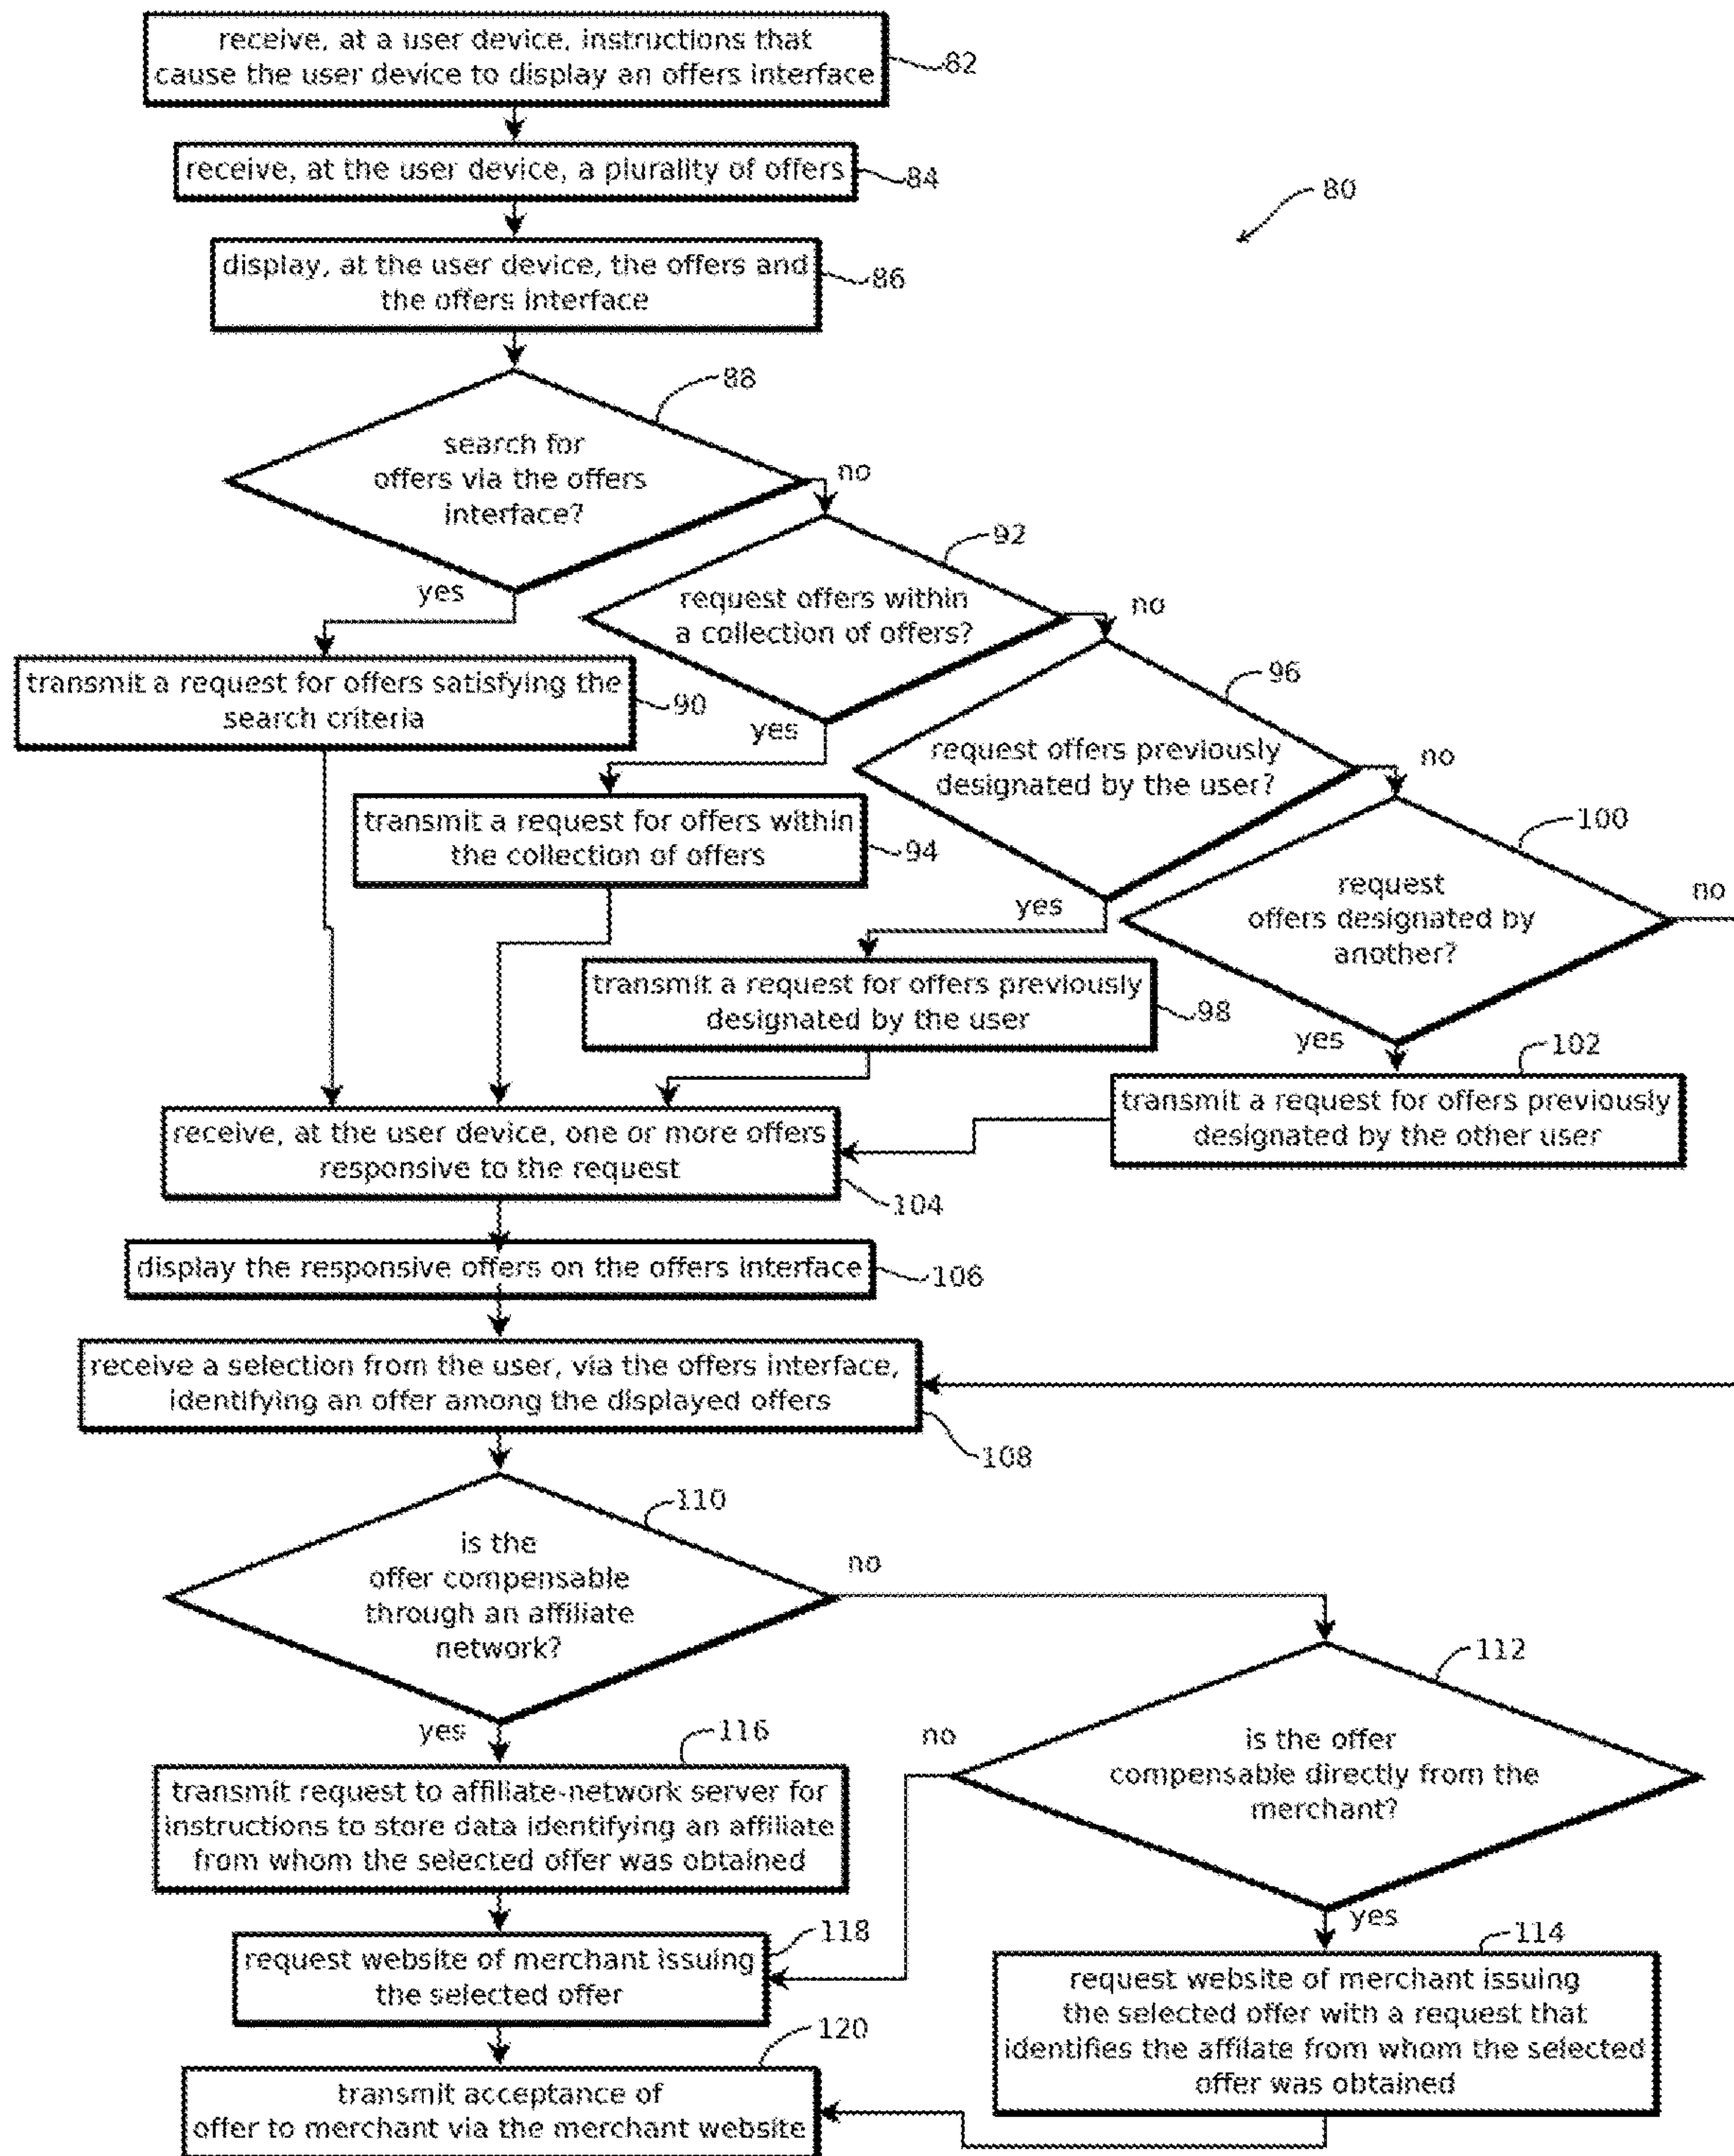 receive, at a user device, instructions that
cause the user device to display an offers interface
82
receive, at the user device, a plurality of offers
84
80
display, at the user device, the offers and
the offers interface
86
88
search for
offers via the offers
interface?
no
yes
92
request offers within
a collection of offers?
no
yes
transmit a request for offers satisfying the
search criteria
90
96
request offers previously
designated by the user?
no
yes
transmit a request for offers within
the collection of offers
94
100
request
offers designated by
another?
no
yes
transmit a request for offers previously
designated by the user
98
102
transmit a request for offers previously
designated by the other user
receive, at the user device, one or more offers
responsive to the request
104
display the responsive offers on the offers interface
106
receive a selection from the user, via the offers interface,
identifying an offer among the displayed offers
108
110
is the
offer compensable
through an affiliate
network?
no
yes
112
is the offer
compensable directly from the
merchant?
no
yes
116
transmit request to affiliate-network server for
instructions to store data identifying an affiliate
from whom the selected offer was obtained
118
request website of merchant issuing
the selected offer
114
request website of merchant issuing
the selected offer with a request that
identifies the affilate from whom the selected
offer was obtained
120
transmit acceptance of
offer to merchant via the merchant website